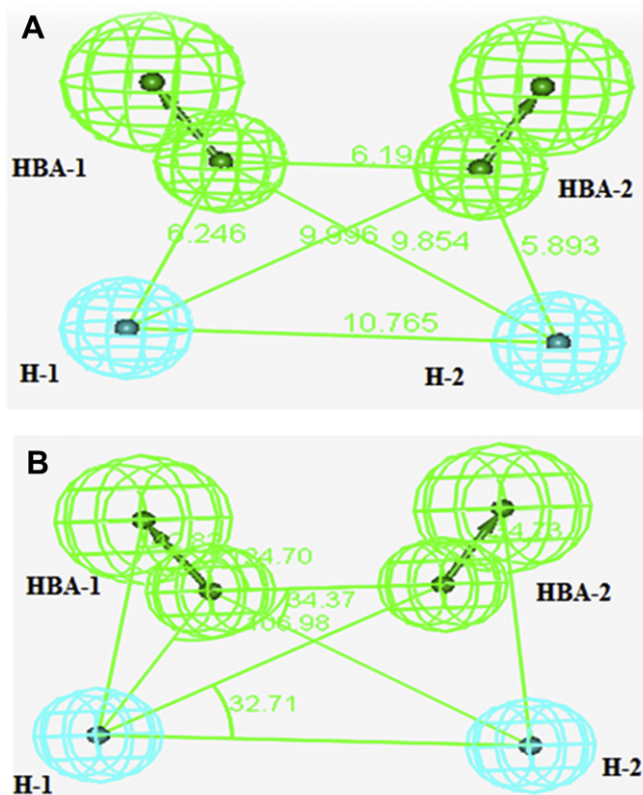 A
HBA-1
6.19
HBA-2
6.246
9.996
9.854
5.893
10.765
H-1
H-2
B
HBA-1
34.70
HBA-2
34.37
106.98
32.71
H-1
H-2